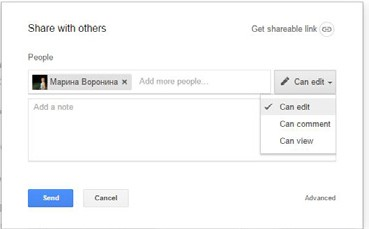 Share with others
Get shareable link
People
Марина Воронина × Add more people...
Can edit
Add a note
Can edit
Can comment
Can view
Send
Cancel
Advanced